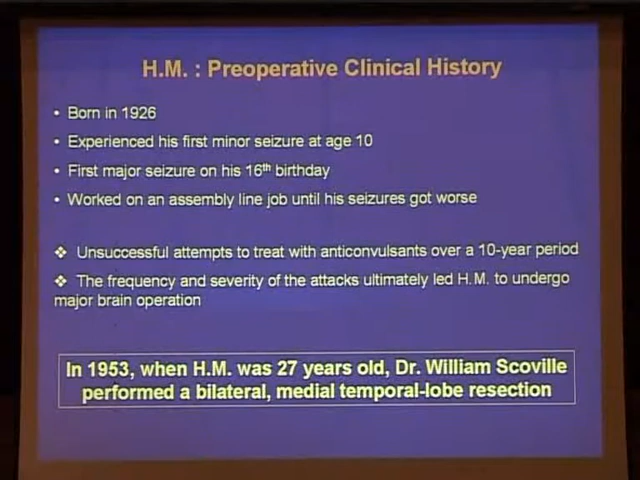 H.M. : Preoperative Clinical History
• Born in 1926
• Experienced his first minor seizure at age 10
• First major seizure on his 16th birthday
• Worked on an assembly line job until his seizures got worse
❖ Unsuccessful attempts to treat with anticonvulsants over a 10-year period
❖ The frequency and severity of the attacks ultimately led H.M. to undergo
major brain operation
In 1953, when H.M. was 27 years old, Dr. William Scoville
performed a bilateral, medial temporal-lobe resection